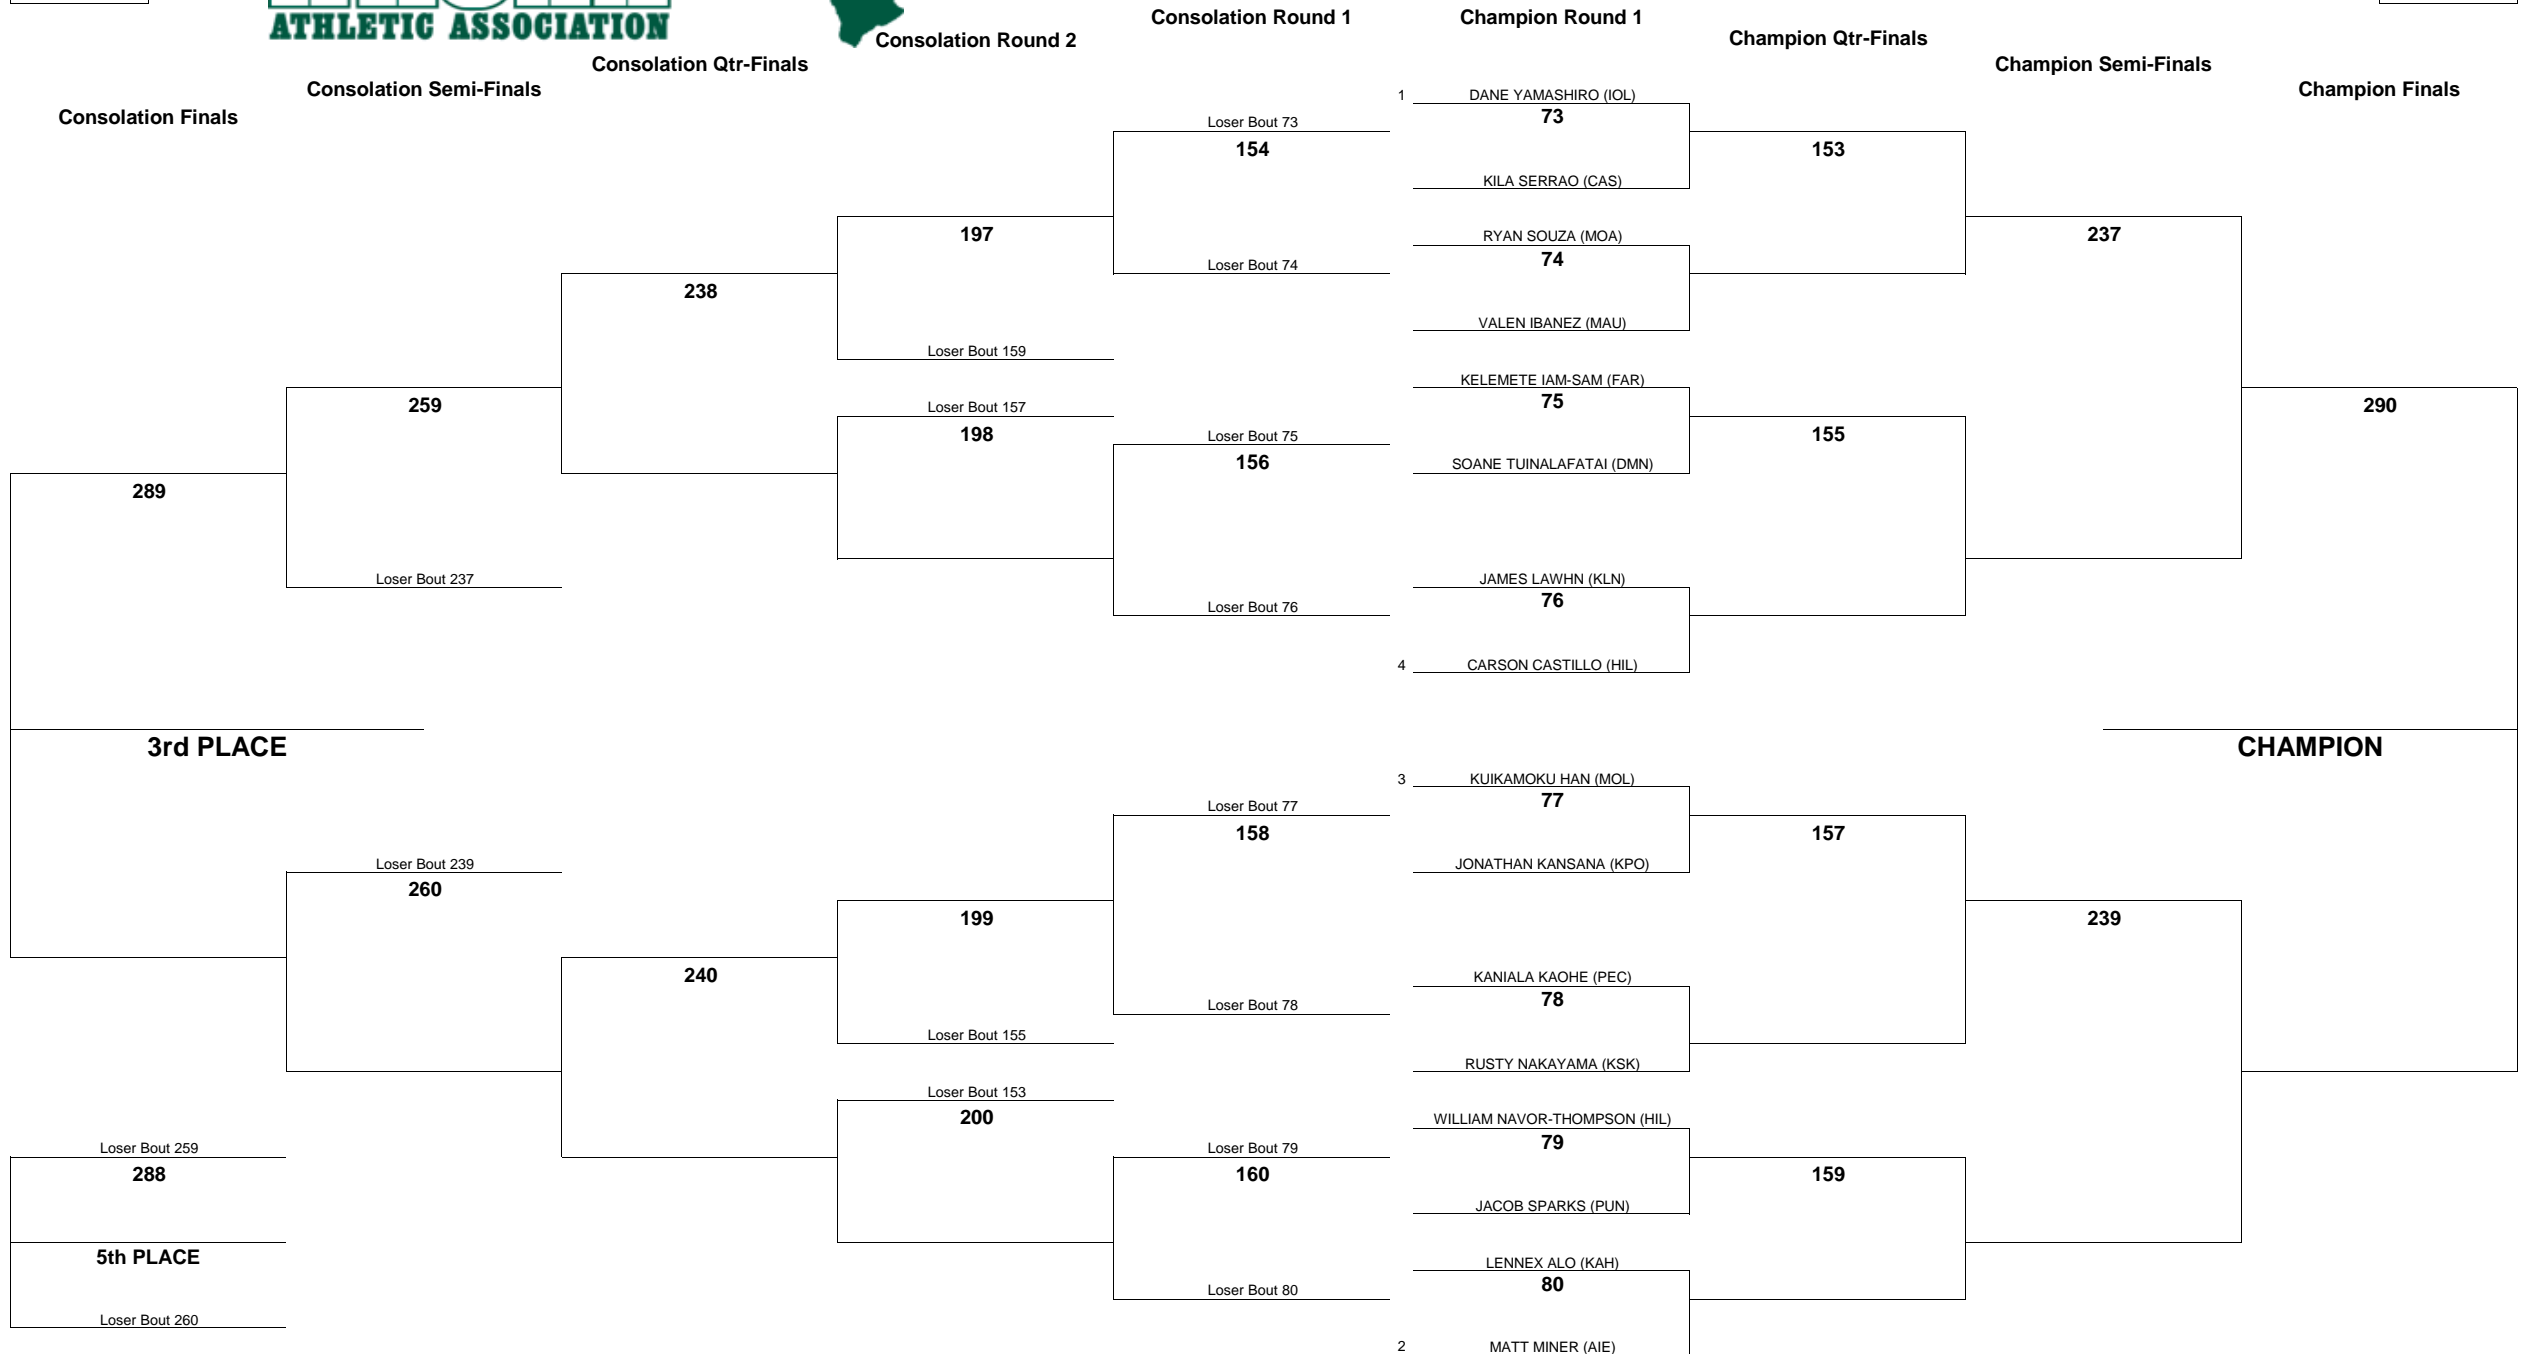 ATHLETIC ASSOCIATION
Consolation Round 1
Champion Round 1
Consolation Round 2
Champion Qtr-Finals
Consolation Qtr-Finals
Champion Semi-Finals
Consolation Semi-Finals
Champion Finals
Consolation Finals
1 DANE YAMASHIRO (IOL)
73
Loser Bout 73
154
153
KILA SERRAO (CAS)
197
RYAN SOUZA (MOA)
237
74
Loser Bout 74
238
VALEN IBANEZ (MAU)
Loser Bout 159
KELEMETE IAM-SAM (FAR)
259
Loser Bout 157
75
290
198
Loser Bout 75
155
156
SOANE TUINALAFATAI (DMN)
289
Loser Bout 237
JAMES LAWHN (KLN)
76
Loser Bout 76
4 CARSON CASTILLO (HIL)
3rd PLACE
CHAMPION
3 KUIKAMOKU HAN (MOL)
77
Loser Bout 77
158
157
Loser Bout 239
JONATHAN KANSANA (KPO)
260
199
239
240
KANIALA KAOHE (PEC)
78
Loser Bout 78
Loser Bout 155
RUSTY NAKAYAMA (KSK)
Loser Bout 153
200
WILLIAM NAVOR-THOMPSON (HIL)
79
Loser Bout 259
Loser Bout 79
288
160
159
JACOB SPARKS (PUN)
5th PLACE
LENNEX ALO (KAH)
80
Loser Bout 80
Loser Bout 260
2 MATT MINER (AIE)